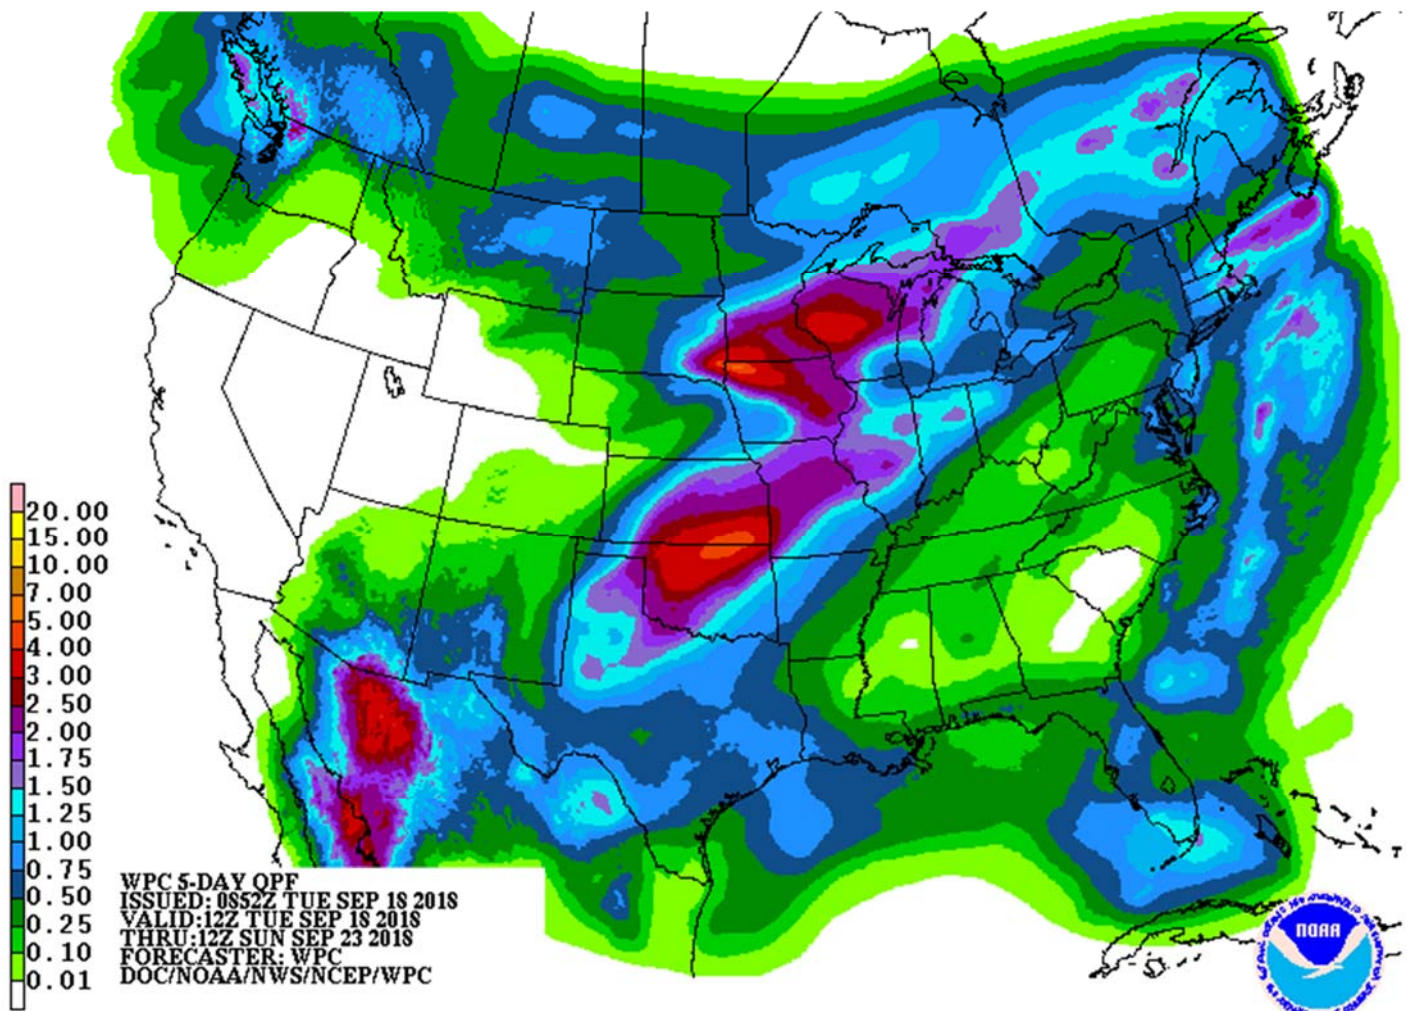 20.00
15.00
10.00
7.00
5.00
4.00
3.00
2.50
2.00
1.75
1.50
1.25
1.00
0.75
0.50
0.25
0.10
0.01
WPC 5-DAY QPF
ISSUED: 0852Z TUE SEP 18 2018
VALID:12Z TUE SEP 18 2018
THRU:12Z SUN SEP 23 2018
FORECASTER: WPC
DOC/NOAA/NWS/NCEP/WPC
NOAA